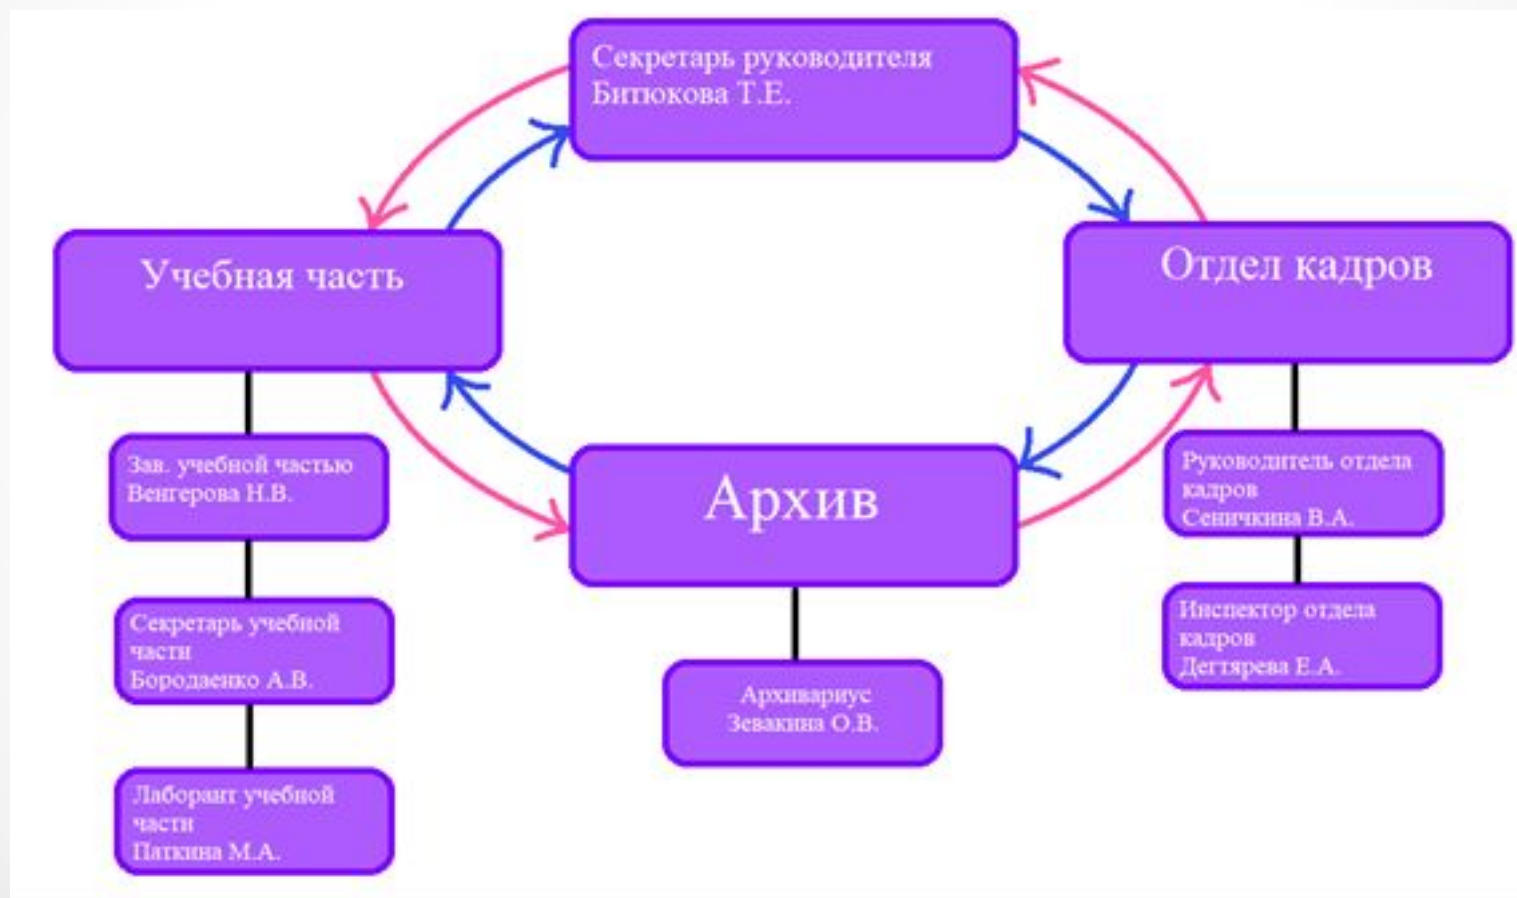 Секретарь руководителя
Битюкова Т.Е.
Учебная часть
Отдел кадров
Архив
Зав. учебной частью
Венгерова Н.В.
Секретарь учебной
части
Бородаенко А.В.
Лаборант учебной
части
Паткина М.А.
Архивариус
Зевакина О.В.
Руководитель отдела
кадров
Сеничкина В.А.
Инспектор отдела
кадров
Дегтярева Е.А.